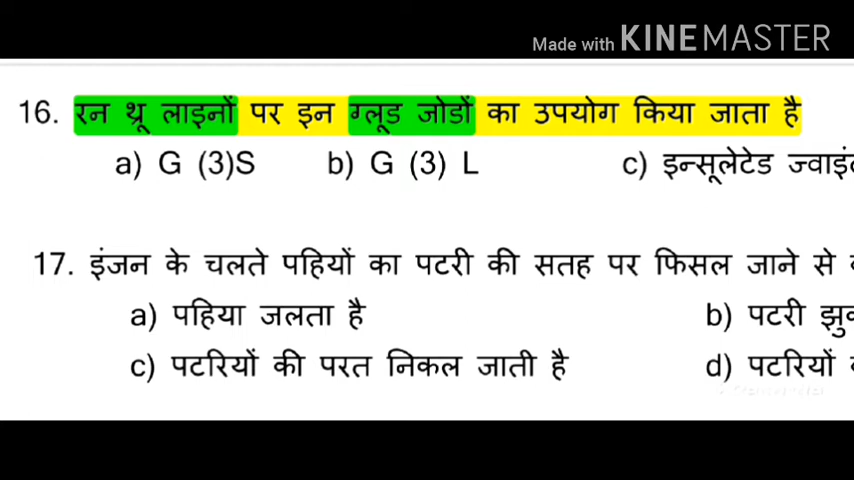 Made with KINEMASTER
16. रन थ्रू लाइनों पर इन ग्लूड जोडों का उपयोग किया जाता है
a) G (3)S b) G (3) L c) इन्सूलेटेड
17. इंजन के चलते पहियों का पटरी की सतह पर फिसल जाने से
a) पहिया जलता है b) पटरी
c) पटरियों की परत निकल जाती है d) पटरियों